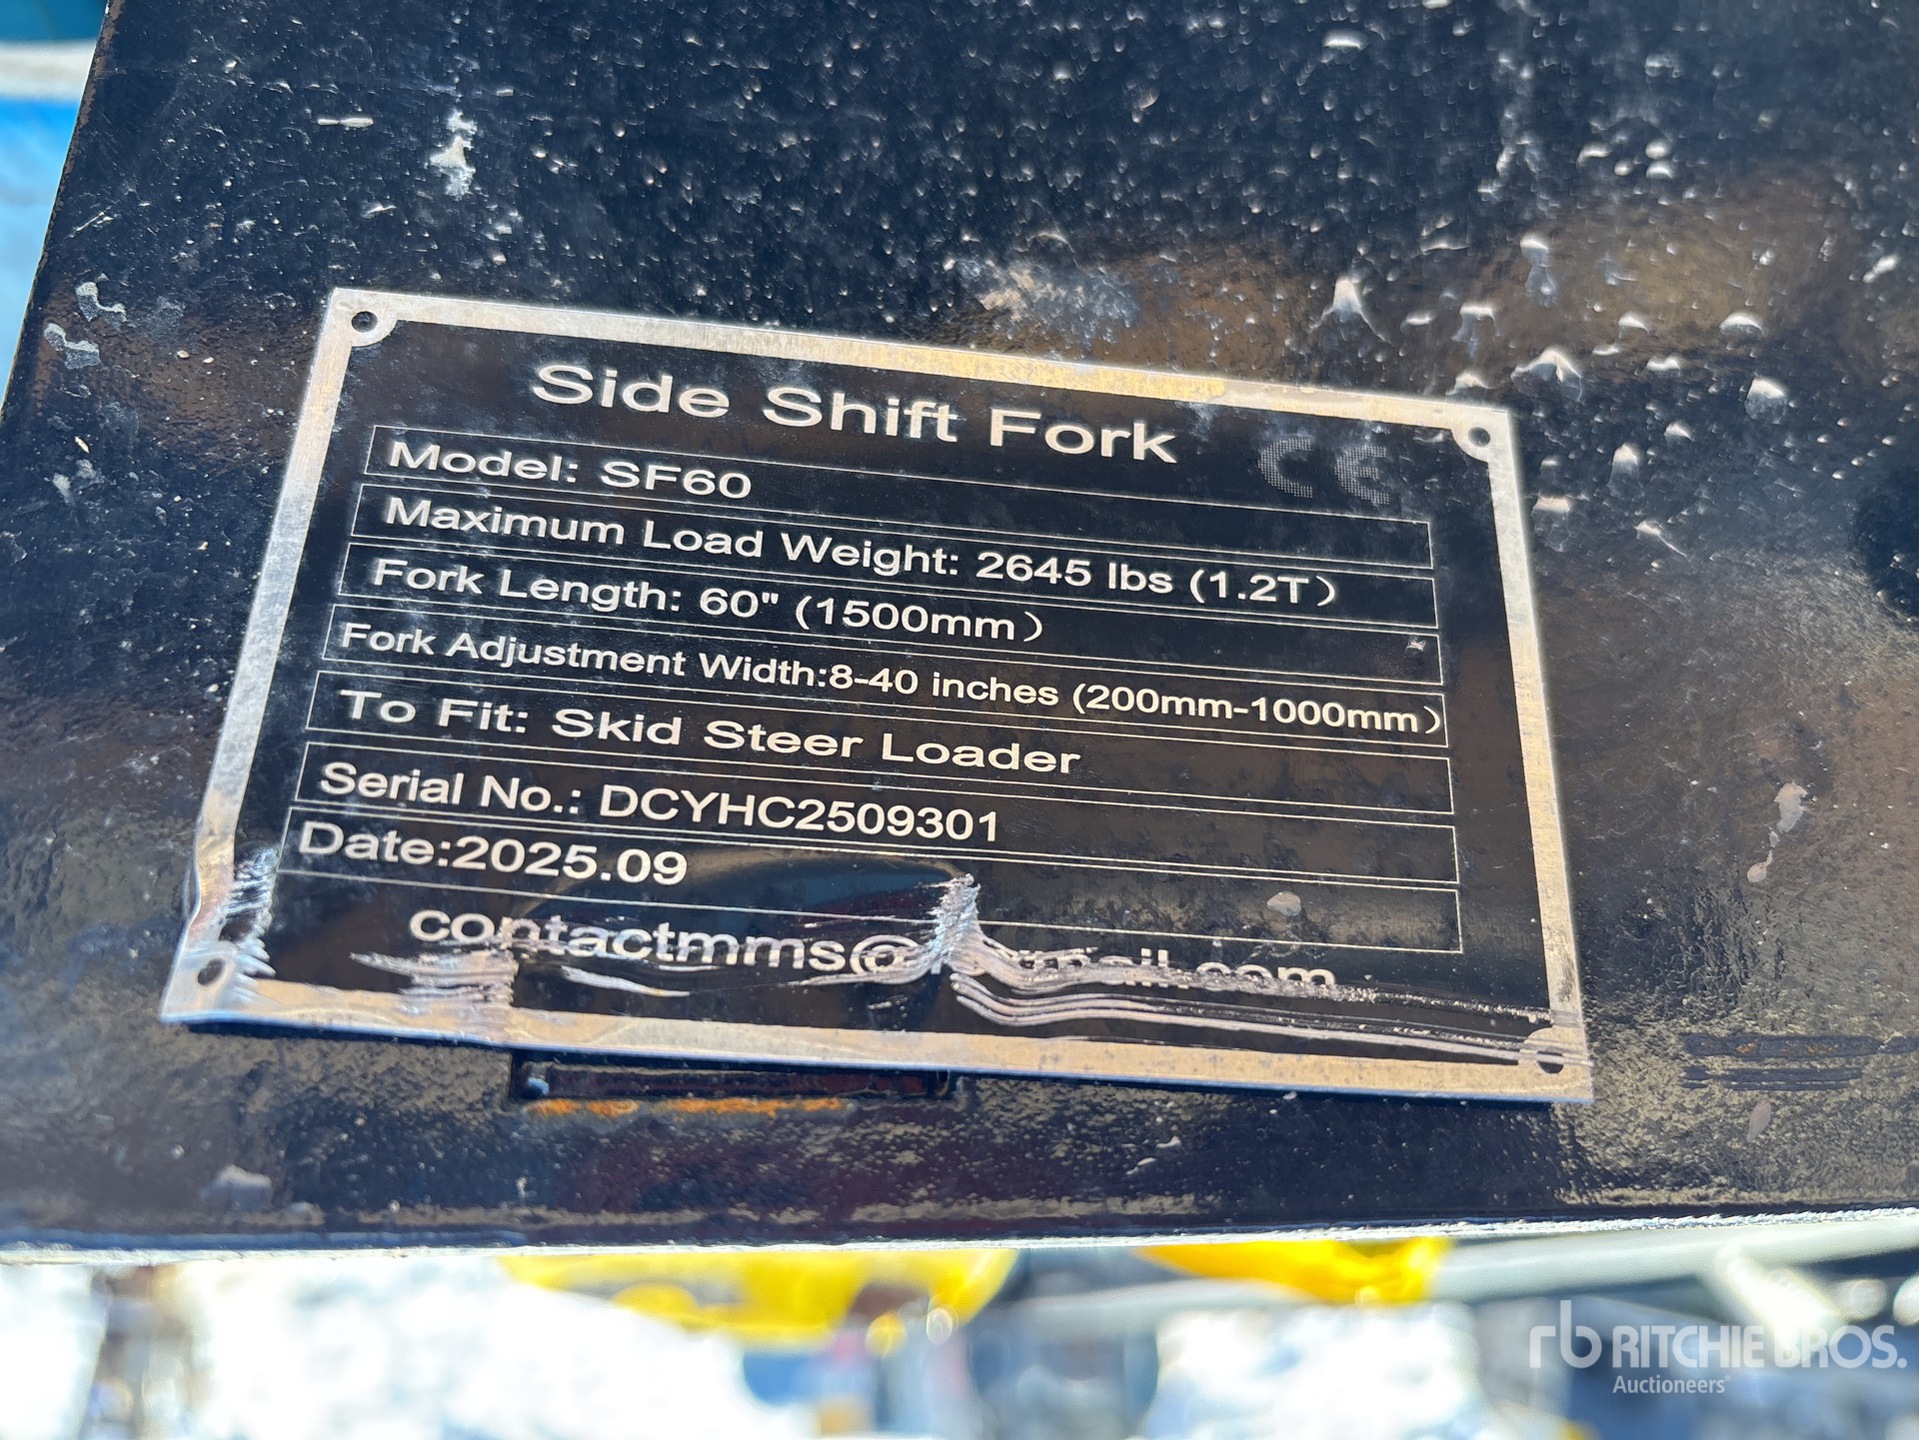 Side Shift Fork
CE
Model: SF60
Maximum Load Weight: 2645 lbs (1.2T)
Fork Length: 60" (1500mm)
Fork Adjustment Width:8-40 inches (200mm-1000mm)
To Fit: Skid Steer Loader
Serial No.: DCYHC2509301
Date:2025.09
rb RITCHIE BROS.
Auctioneers